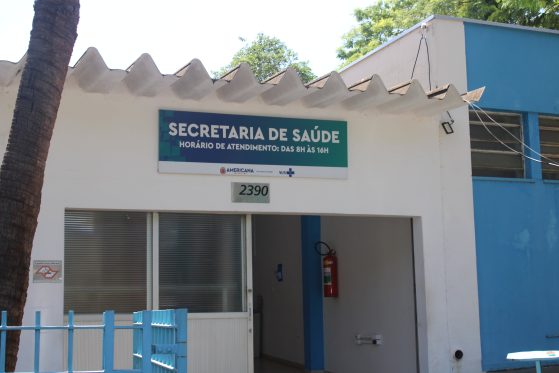 SECRETARIA DE SAÚDE
HORÁRIO DE ATENDIMENTO: DAS 8H ÀS 16H
AMERICANA
SUS
2390